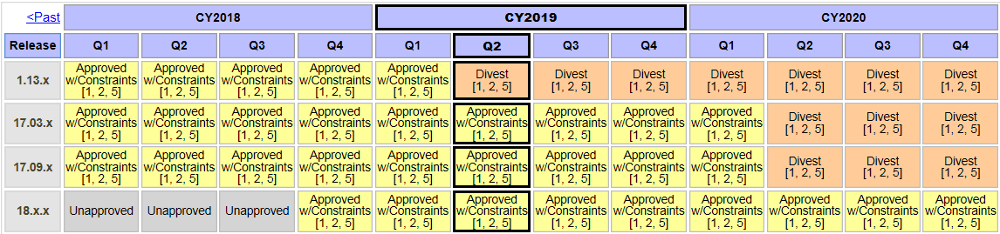 <Past CY2018 CY2019 CY2020
Release Q1 Q2 Q3 Q4 Q1 Q2 Q3 Q4 Q1 Q2 Q3 Q4
1.13.x Approved w/Constraints [1, 2, 5] Approved w/Constraints [1, 2, 5] Approved w/Constraints [1, 2, 5] Approved w/Constraints [1, 2, 5] Approved w/Constraints [1, 2, 5] Divest [1, 2, 5] Divest [1, 2, 5] Divest [1, 2, 5] Divest [1, 2, 5] Divest [1, 2, 5] Divest [1, 2, 5] Divest [1, 2, 5]
17.03.x Approved w/Constraints [1, 2, 5] Approved w/Constraints [1, 2, 5] Approved w/Constraints [1, 2, 5] Approved w/Constraints [1, 2, 5] Approved w/Constraints [1, 2, 5] Approved w/Constraints [1, 2, 5] Approved w/Constraints [1, 2, 5] Approved w/Constraints [1, 2, 5] Approved w/Constraints [1, 2, 5] Divest [1, 2, 5] Divest [1, 2, 5] Divest [1, 2, 5]
17.09.x Approved w/Constraints [1, 2, 5] Approved w/Constraints [1, 2, 5] Approved w/Constraints [1, 2, 5] Approved w/Constraints [1, 2, 5] Approved w/Constraints [1, 2, 5] Approved w/Constraints [1, 2, 5] Approved w/Constraints [1, 2, 5] Approved w/Constraints [1, 2, 5] Approved w/Constraints [1, 2, 5] Divest [1, 2, 5] Divest [1, 2, 5] Divest [1, 2, 5]
18.x.x Unapproved Unapproved Unapproved Approved w/Constraints [1, 2, 5] Approved w/Constraints [1, 2, 5] Approved w/Constraints [1, 2, 5] Approved w/Constraints [1, 2, 5] Approved w/Constraints [1, 2, 5] Approved w/Constraints [1, 2, 5] Approved w/Constraints [1, 2, 5] Approved w/Constraints [1, 2, 5] Approved w/Constraints [1, 2, 5]